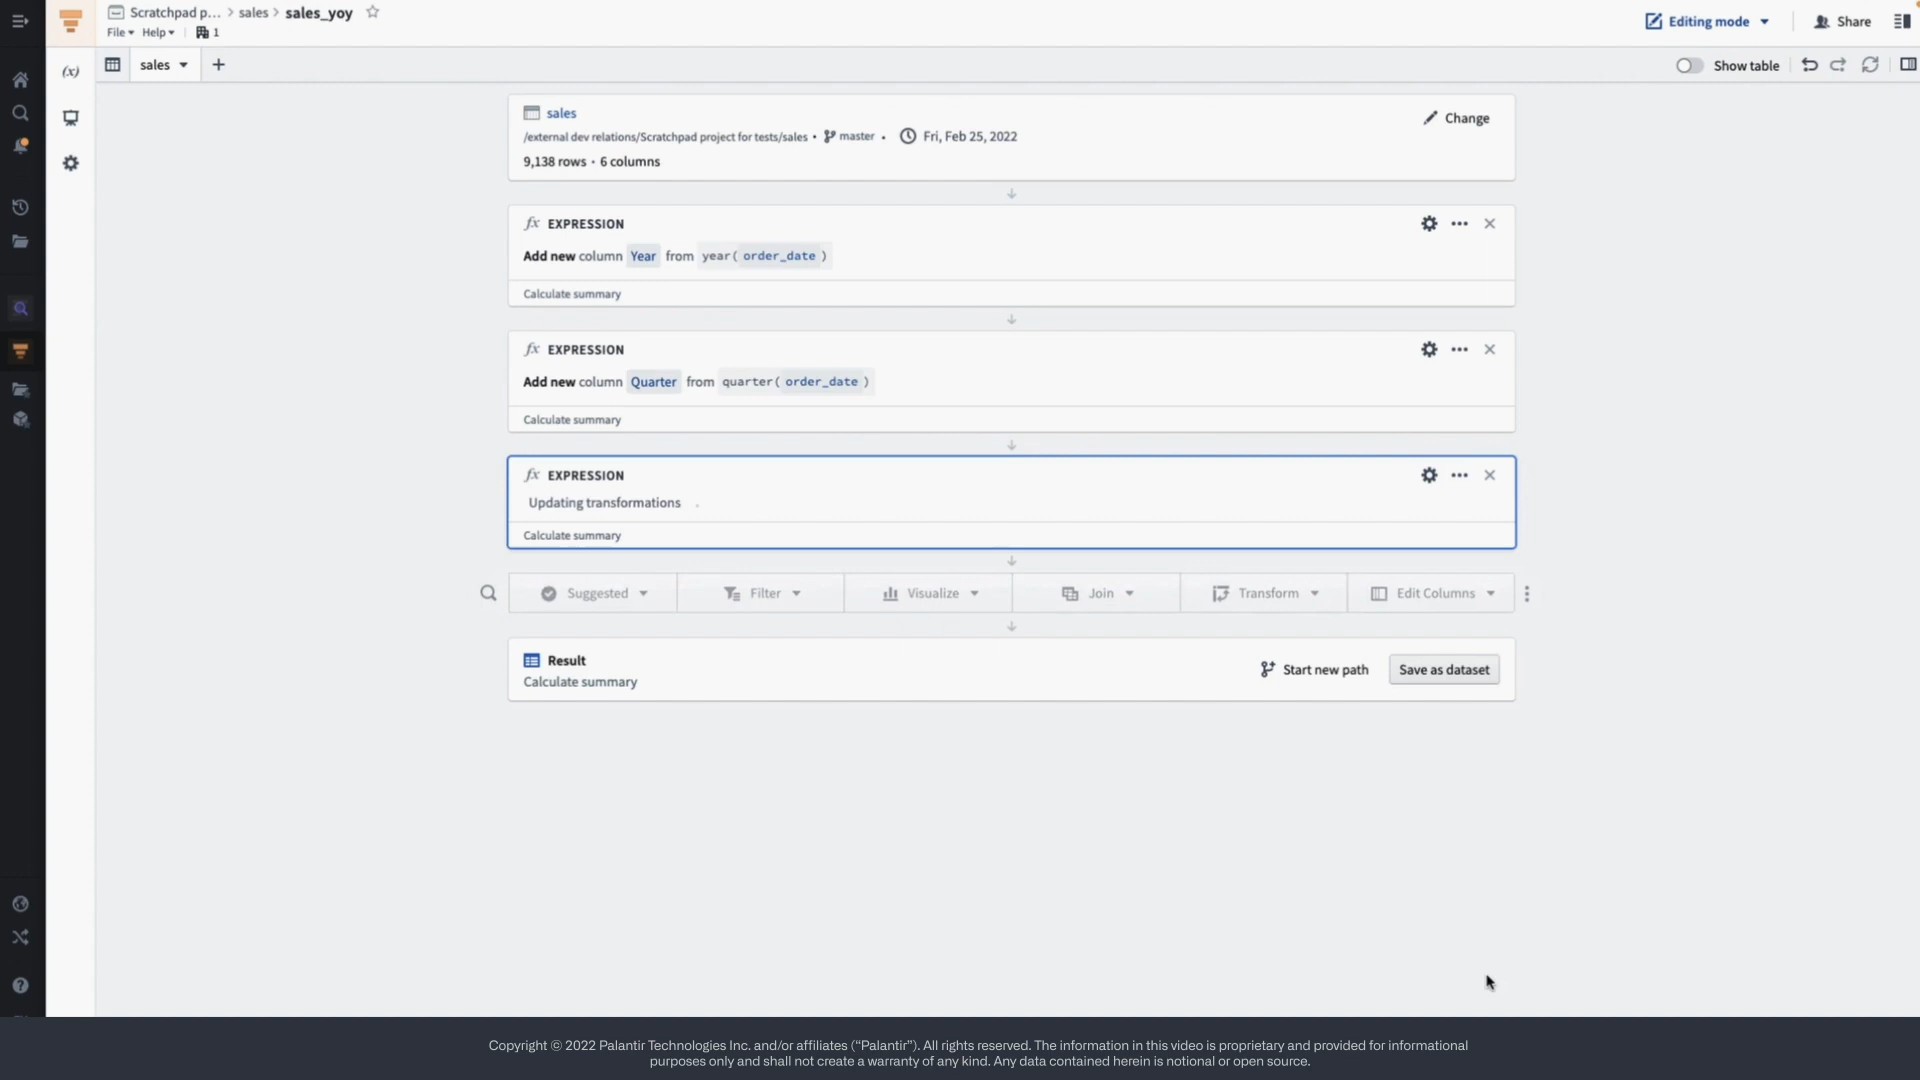 Scratchpad p... > sales > sales_yoy
File Help 1
Editing mode
Share
(x)
sales
Show table
sales
/external dev relations/Scratchpad project for tests/sales • master • Fri, Feb 25, 2022
9,138 rows • 6 columns
Change
fx EXPRESSION
Add new column Year from year( order_date )
Calculate summary
fx EXPRESSION
Add new column Quarter from quarter( order_date )
Calculate summary
fx EXPRESSION
Updating transformations .
Calculate summary
Suggested Filter Visualize Join Transform Edit Columns
Result
Calculate summary
Start new path
Save as dataset
Copyright © 2022 Palantir Technologies Inc. and/or affiliates (“Palantir”). All rights reserved. The information in this video is proprietary and provided for informational
purposes only and shall not create a warranty of any kind. Any data contained herein is notional or open source.